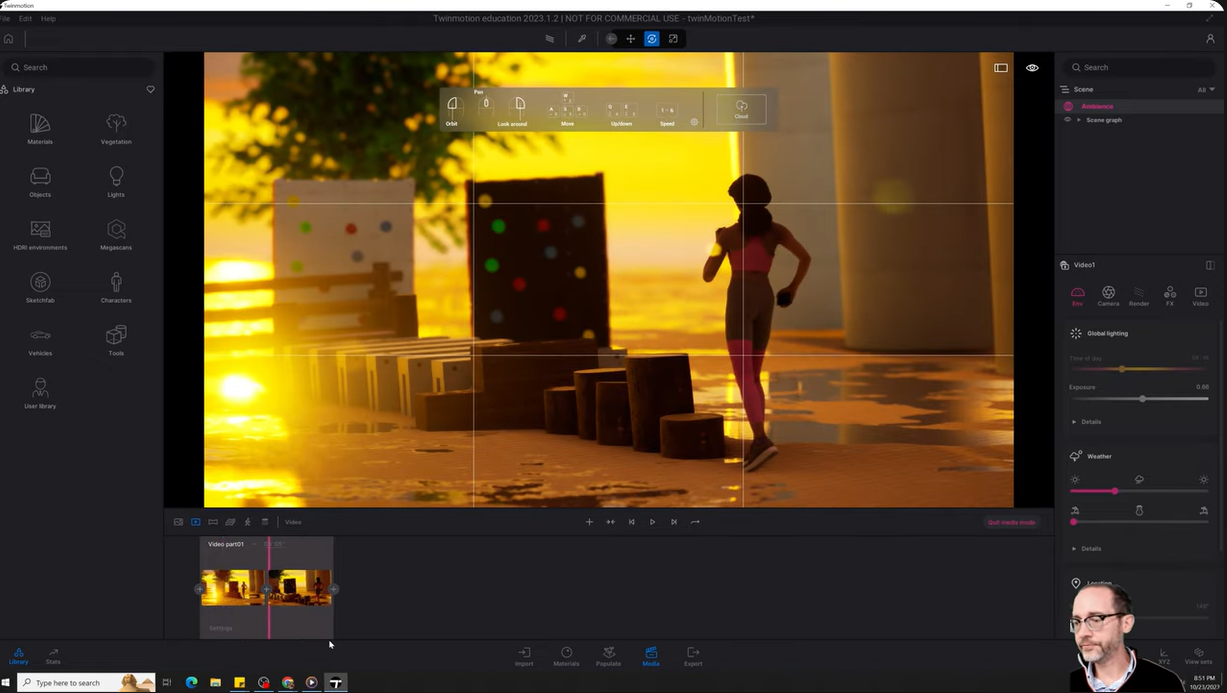 Twinmotion
File Edit Help
Twinmotion education 2023.1.2 | NOT FOR COMMERCIAL USE - twinMotionTest*
Search
Library
Materials
Vegetation
Objects
Lights
HDRI environments
Megascans
Sketchfab
Characters
Vehicles
Tools
User library
Pan
Orbit
Look around
W
A S D
Move
Q E
Up/down
1 - 6
Speed
Cloud
Search
Scene
All
Ambience
Scene graph
Video1
Env
Camera
Render
FX
Video
Global lighting
Time of day
Exposure
0.66
Details
Weather
Details
Location
Video
Quit media mode
Video part01
Settings
Library
Stats
Import
Materials
Populate
Media
Export
XYZ
View sets
Type here to search
8:51 PM